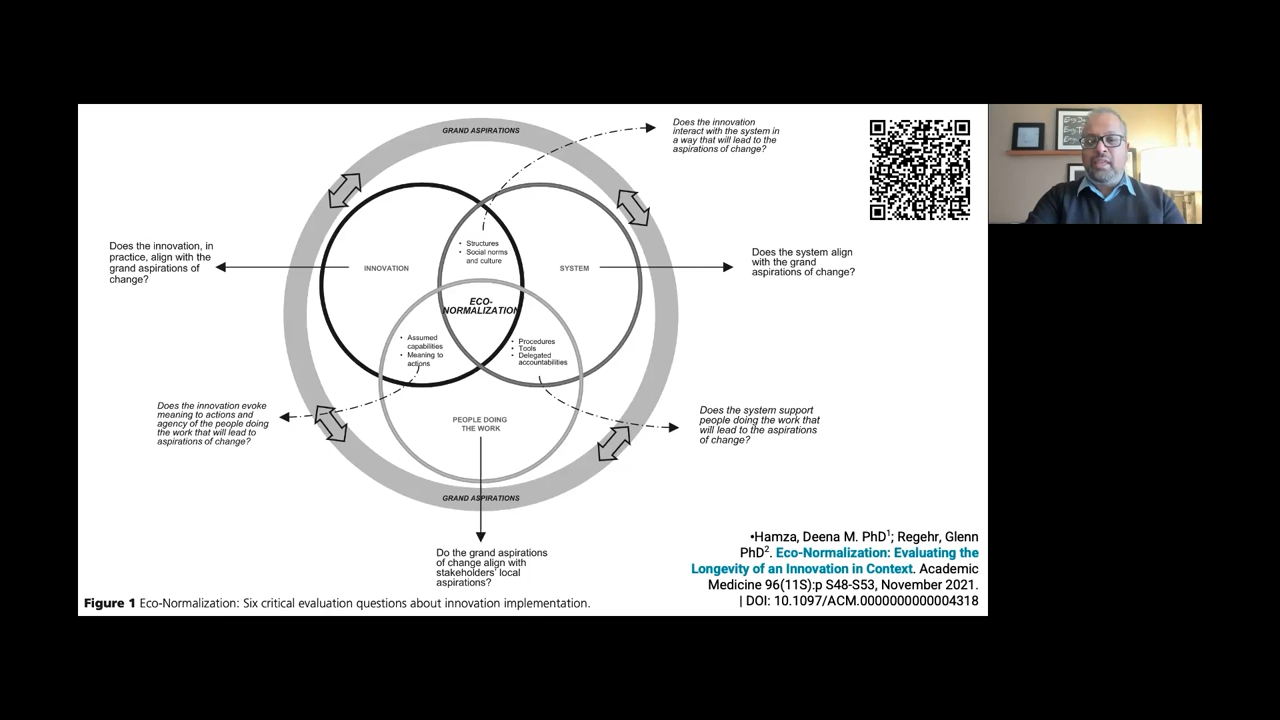 GRAND ASPIRATIONS
Does the innovation
interact with the system in
a way that will lead to the
aspirations of change?
• Structures
• Social norms
and culture
Does the innovation, in
practice, align with the
grand aspirations of
change?
INNOVATION
SYSTEM
Does the system align
with the grand
aspirations of change?
ECO-
NORMALIZATION
• Assumed
capabilities
• Meaning to
actions
• Procedures
• Tools
• Delegated
accountabilities
Does the innovation evoke
meaning to actions and
agency of the people doing
the work that will lead to
aspirations of change?
PEOPLE DOING
THE WORK
Does the system support
people doing the work that
will lead to the aspirations
of change?
GRAND ASPIRATIONS
Do the grand aspirations
of change align with
stakeholders' local
aspirations?
•Hamza, Deena M. PhD1; Regehr, Glenn
PhD2. Eco-Normalization: Evaluating the
Longevity of an Innovation in Context. Academic
Medicine 96(11S):p S48-S53, November 2021.
| DOI: 10.1097/ACM.0000000000004318
Figure 1 Eco-Normalization: Six critical evaluation questions about innovation implementation.